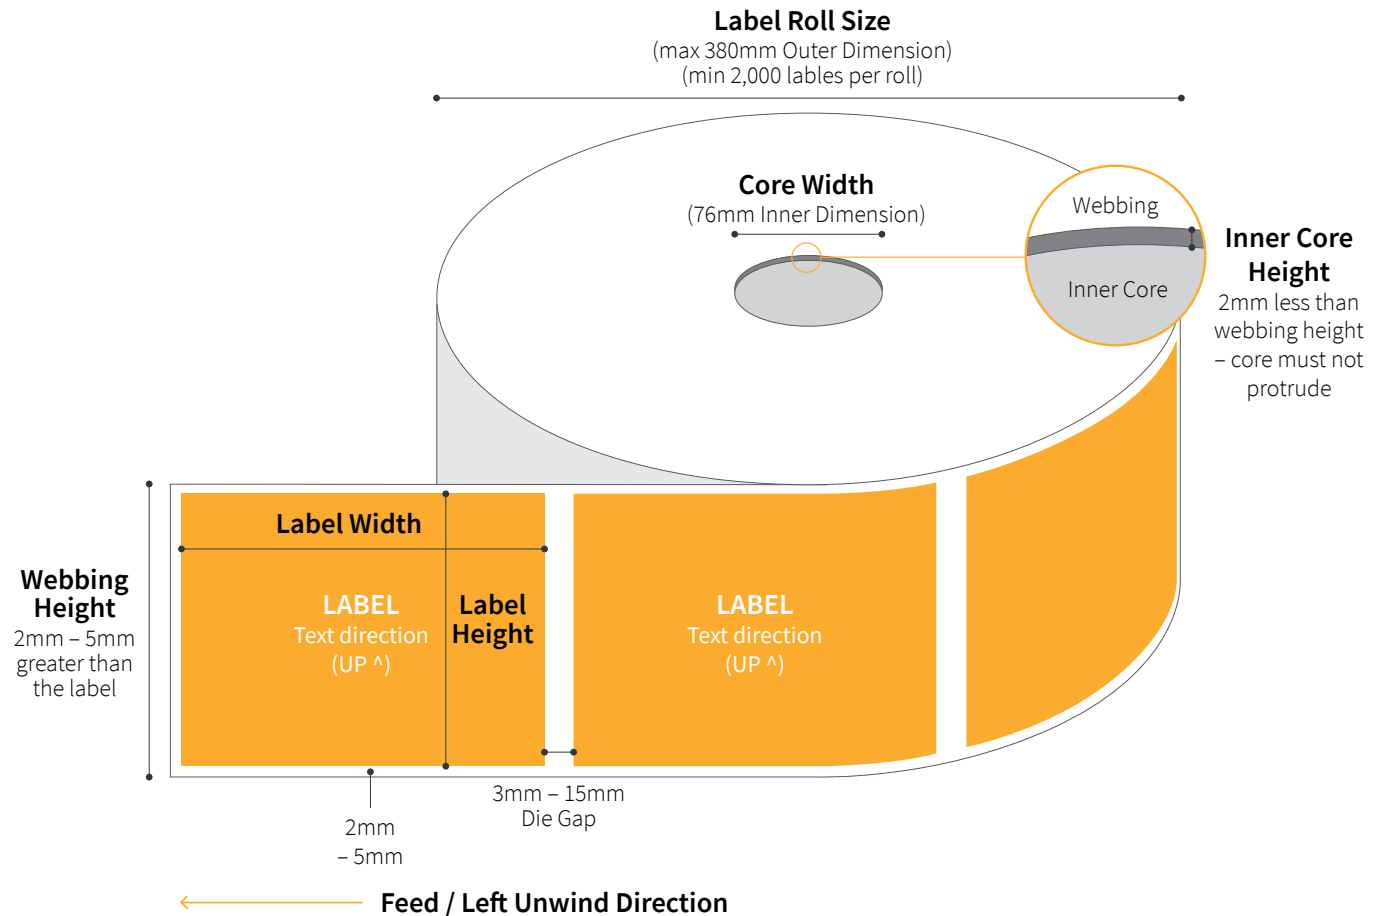 Label Roll Size
(max 380mm Outer Dimension)
(min 2,000 lables per roll)
Core Width
(76mm Inner Dimension)
Webbing
Inner Core
Inner Core
Height
2mm less than
webbing height
– core must not
protrude
Label Width
Webbing
Height
2mm – 5mm
greater than
the label
LABEL
Text direction
(UP ^)
Label
Height
LABEL
Text direction
(UP ^)
3mm – 15mm
Die Gap
2mm
– 5mm
Feed / Left Unwind Direction